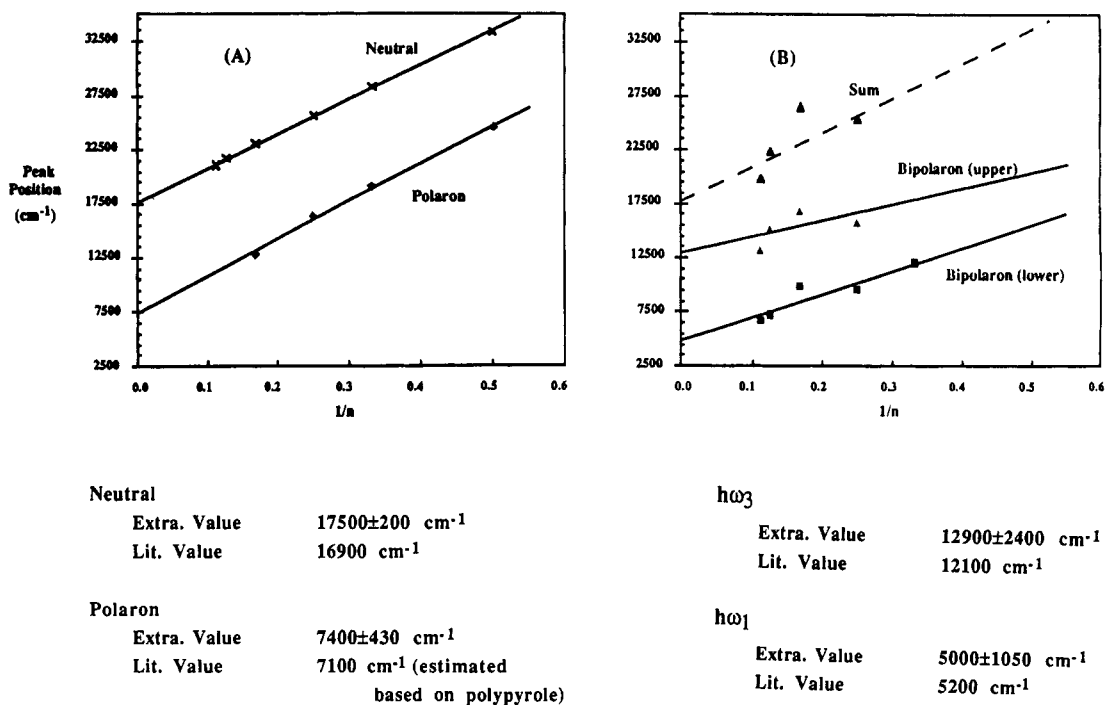 32500
27500
22500
17500
12500
7500
2500
Peak
Position
(cm-1)
(A)
Neutral
Polaron
0.0 0.1 0.2 0.3 0.4 0.5 0.6
1/n
32500
27500
22500
17500
12500
7500
2500
(B)
Sum
Bipolaron (upper)
Bipolaron (lower)
0.0 0.1 0.2 0.3 0.4 0.5 0.6
1/n
Neutral
Extra. Value 17500±200 cm-1
Lit. Value 16900 cm-1
Polaron
Extra. Value 7400±430 cm-1
Lit. Value 7100 cm-1 (estimated
based on polypyrole)
hω3
Extra. Value 12900±2400 cm-1
Lit. Value 12100 cm-1
hω1
Extra. Value 5000±1050 cm-1
Lit. Value 5200 cm-1